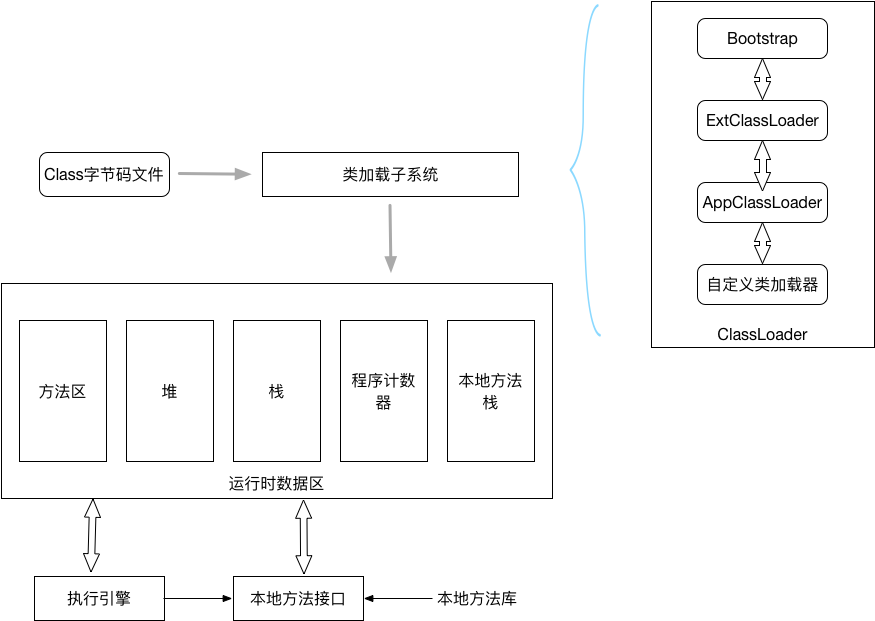 Bootstrap
ExtClassLoader
AppClassLoader
自定义类加载器
ClassLoader
Class字节码文件
类加载子系统
方法区
堆
栈
程序计数
器
本地方法
栈
运行时数据区
执行引擎
本地方法接口
本地方法库